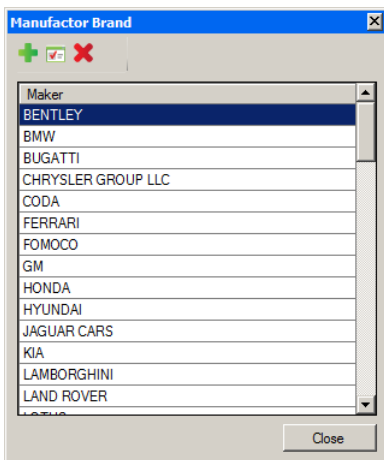 Manufactor Brand
Maker
BENTLEY
BMW
BUGATTI
CHRYSLER GROUP LLC
CODA
FERRARI
FOMOCO
GM
HONDA
HYUNDAI
JAGUAR CARS
KIA
LAMBORGHINI
LAND ROVER
Close